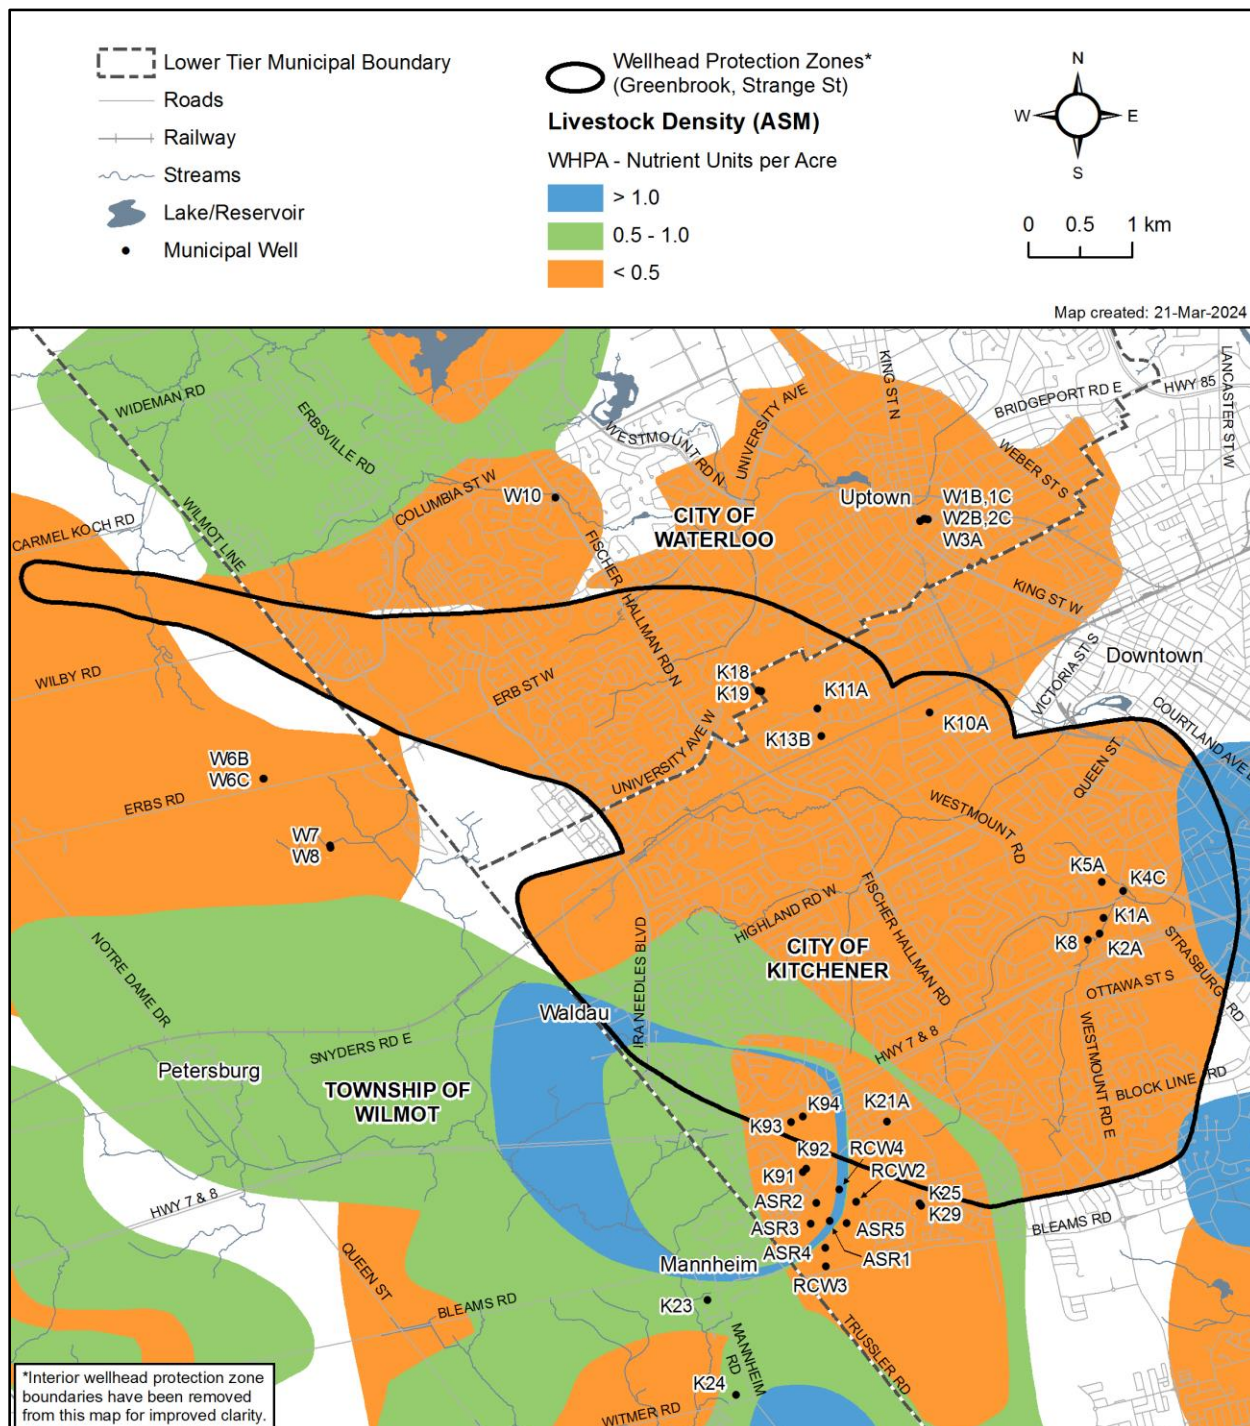 Lower Tier Municipal Boundary
Roads
Railway
Streams
Lake/Reservoir
Municipal Well
Wellhead Protection Zones*
(Greenbrook, Strange St)
Livestock Density (ASM)
WHPA - Nutrient Units per Acre
> 1.0
0.5 - 1.0
< 0.5
N
W
E
S
0 0.5 1 km
Map created: 21-Mar-2024
WIDEMAN RD
ERBSVILLE RD
COLUMBIA ST W
W10
CARMEL KOCH RD
WILMOT LINE
WESTMOUNT RD N
UNIVERSITY AVE
KING ST N
BRIDGEPORT RD E
HWY 85
LANCASTER ST W
WEBER ST S
Uptown
W1B,1C
W2B,2C
W3A
CITY OF
WATERLOO
FISCHER HALLMAN RD N
KING ST W
VICTORIA ST S
Downtown
COURTLAND AVE E
WILBY RD
ERB ST W
K18
K19
K11A
K13B
K10A
UNIVERSITY AVE W
QUEEN ST
W6B
W6C
ERBS RD
W7
W8
WESTMOUNT RD
K5A
K4C
K1A
K8
K2A
STRASBURG RD
HIGHLAND RD W
FISCHER HALLMAN RD
CITY OF
KITCHENER
OTTAWA ST S
NOTRE DAME DR
IRA NEEDLES BLVD
Waldau
SNYDERS RD E
HWY 7 & 8
WESTMOUNT RD E
BLOCK LINE RD
Petersburg
TOWNSHIP OF
WILMOT
K94
K93
K21A
K92
K91
RCW4
RCW2
ASR2
K25
K29
ASR3
ASR5
ASR4
ASR1
RCW3
BLEAMS RD
HWY 7 & 8
QUEEN ST
Mannheim
BLEAMS RD
K23
MANNHEIM
RD
TRUSSLER RD
K24
WITMER RD
*Interior wellhead protection zone
boundaries have been removed
from this map for improved clarity.